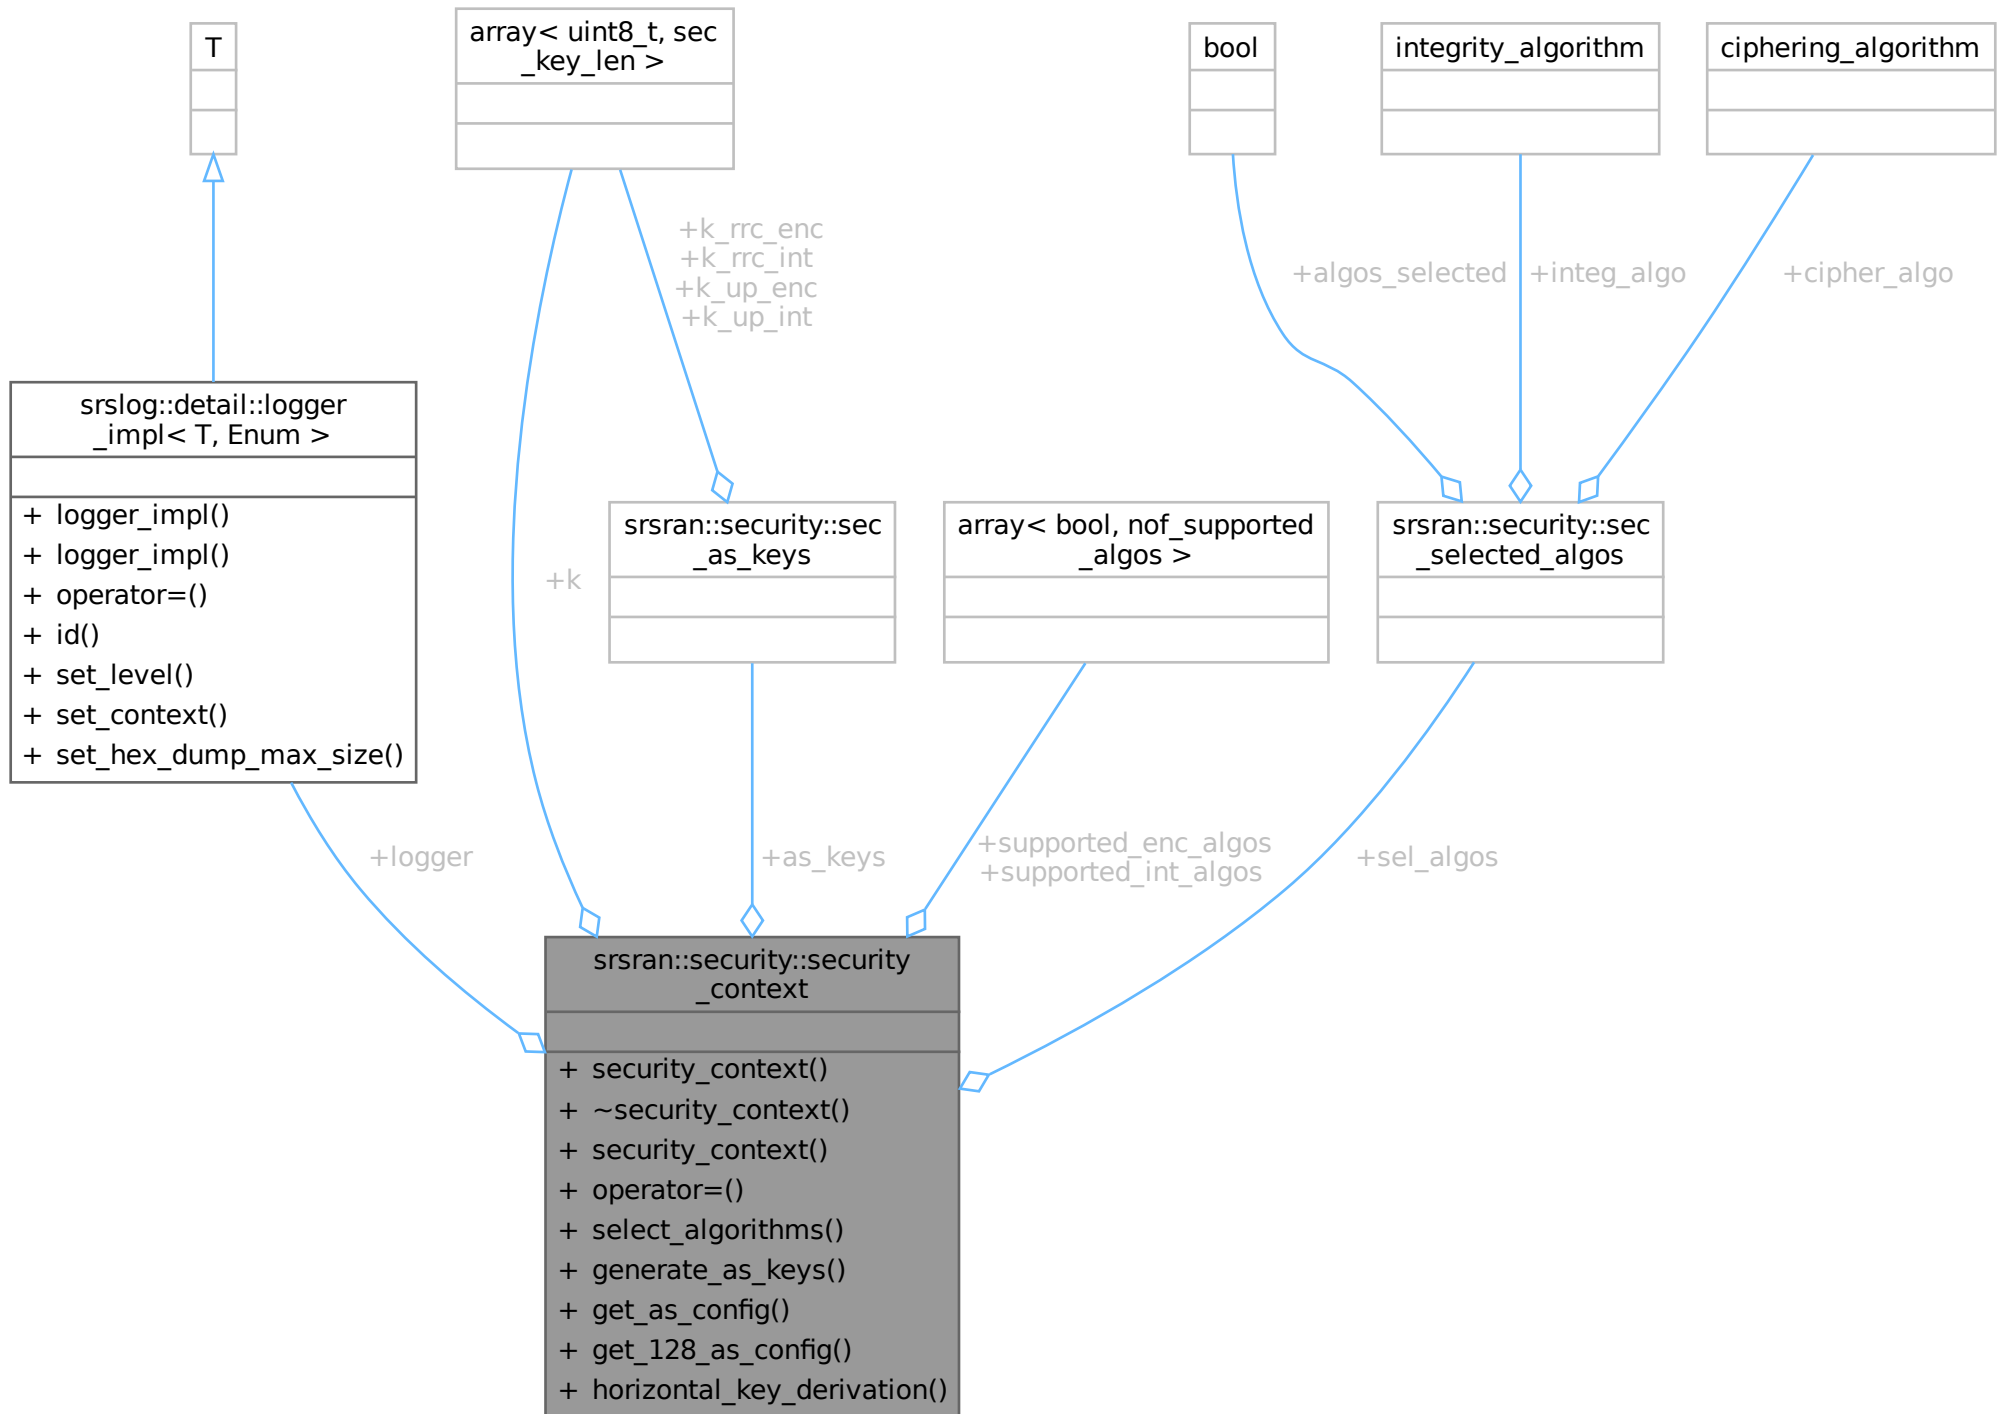 T
array< uint8_t, sec
_key_len >
bool
integrity_algorithm
ciphering_algorithm
+k_rrc_enc
+k_rrc_int
+k_up_enc
+k_up_int
+algos_selected
+integ_algo
+cipher_algo
srslog::detail::logger
_impl< T, Enum >
+ logger_impl()
+ logger_impl()
+ operator=()
+ id()
+ set_level()
+ set_context()
+ set_hex_dump_max_size()
+k
srsran::security::sec
_as_keys
array< bool, nof_supported
_algos >
srsran::security::sec
_selected_algos
+logger
+as_keys
+supported_enc_algos
+supported_int_algos
+sel_algos
srsran::security::security
_context
+ security_context()
+ ~security_context()
+ security_context()
+ operator=()
+ select_algorithms()
+ generate_as_keys()
+ get_as_config()
+ get_128_as_config()
+ horizontal_key_derivation()